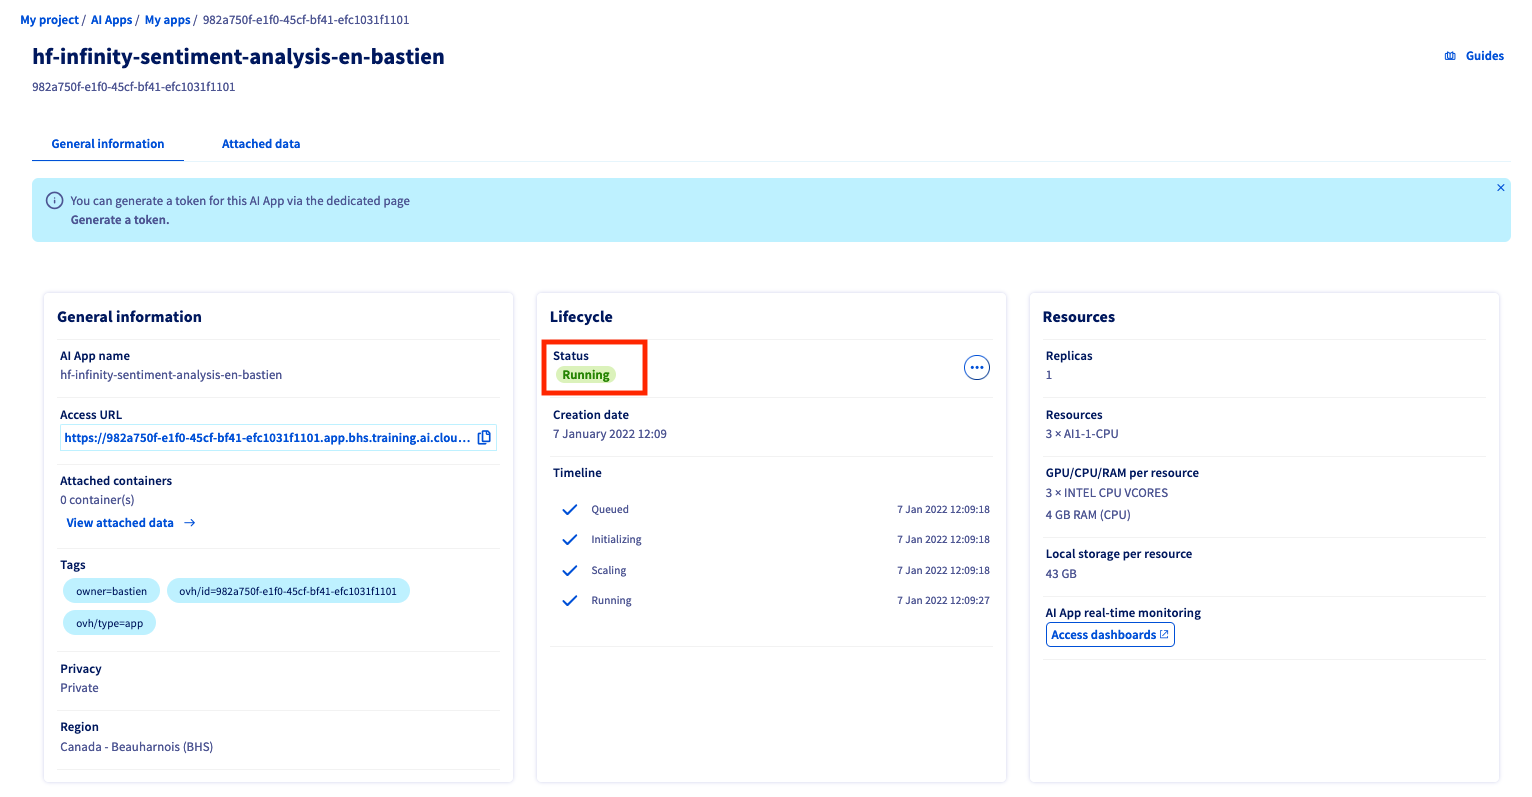 My project / AI Apps / My apps / 982a750f-e1f0-45cf-bf41-efc1031f1101
hf-infinity-sentiment-analysis-en-bastien
Guides
982a750f-e1f0-45cf-bf41-efc1031f1101
General information
Attached data
You can generate a token for this AI App via the dedicated page
Generate a token.
General information
AI App name
hf-infinity-sentiment-analysis-en-bastien
Access URL
https://982a750f-e1f0-45cf-bf41-efc1031f1101.app.bhs.training.ai.clou...
Attached containers
0 container(s)
View attached data
Tags
owner=bastien
ovh/id=982a750f-e1f0-45cf-bf41-efc1031f1101
ovh/type=app
Privacy
Private
Region
Canada - Beauharnois (BHS)
Lifecycle
Status
Running
Creation date
7 January 2022 12:09
Timeline
Queued 7 Jan 2022 12:09:18
Initializing 7 Jan 2022 12:09:18
Scaling 7 Jan 2022 12:09:18
Running 7 Jan 2022 12:09:27
Resources
Replicas
1
Resources
3 × AI1-1-CPU
GPU/CPU/RAM per resource
3 × INTEL CPU VCORES
4 GB RAM (CPU)
Local storage per resource
43 GB
AI App real-time monitoring
Access dashboards